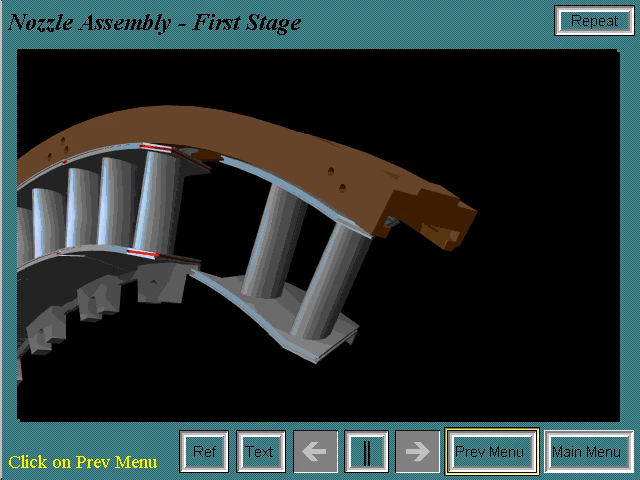 Nozzle Assembly - First Stage
Repeat
Ref
Text
Prev Menu
Main Menu
Click on Prev Menu